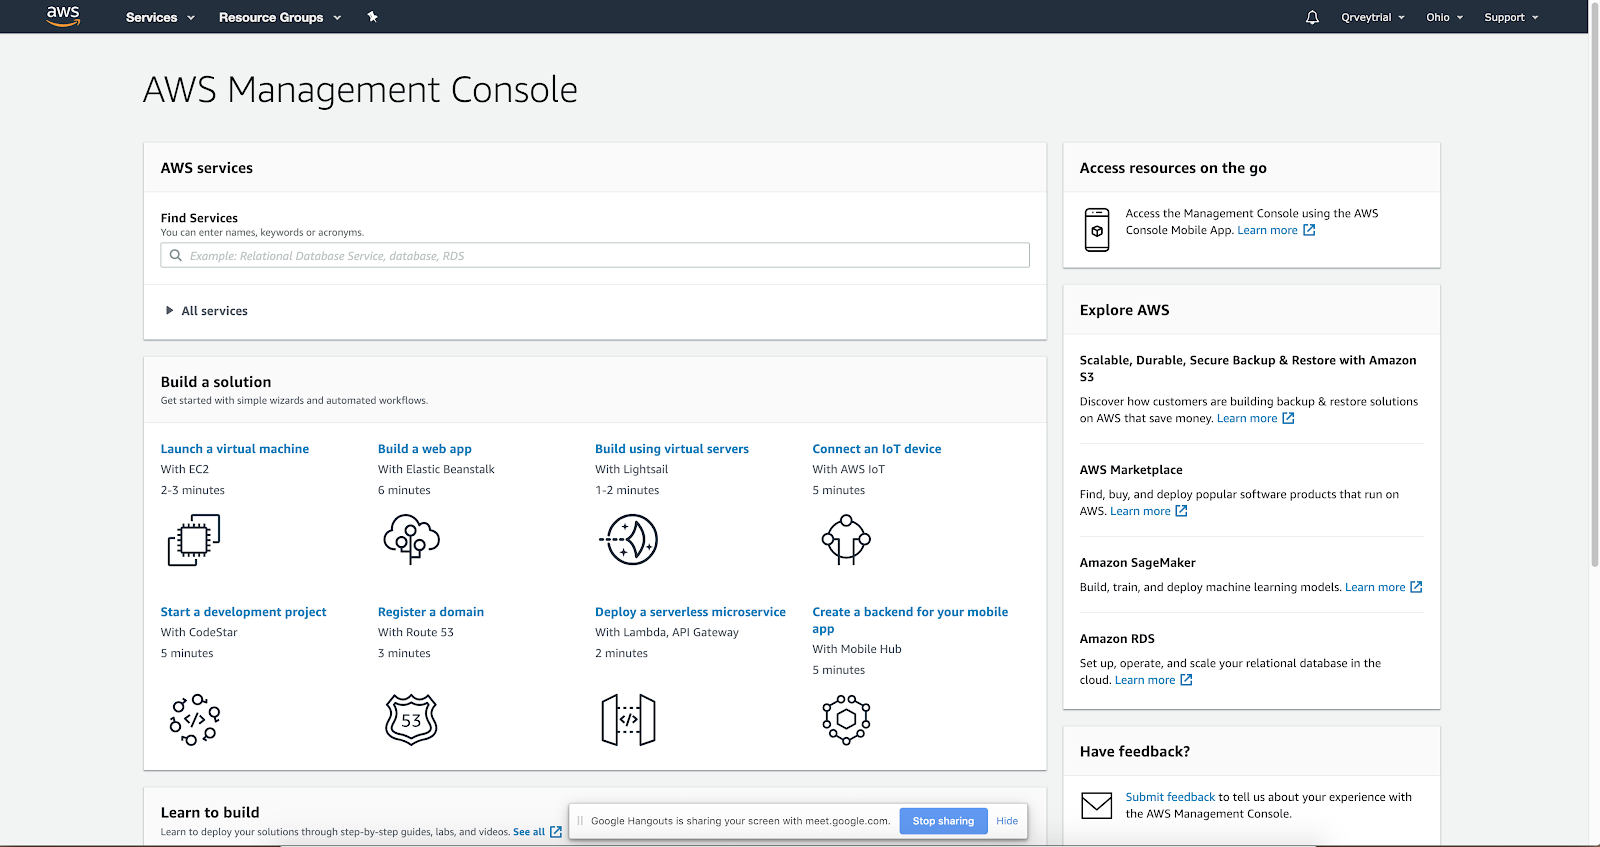 aws
Services
Resource Groups
Qrveytrial
Ohio
Support
AWS Management Console
AWS services
Find Services
You can enter names, keywords or acronyms.
Example: Relational Database Service, database, RDS
All services
Build a solution
Get started with simple wizards and automated workflows.
Launch a virtual machine
With EC2
2-3 minutes
Build a web app
With Elastic Beanstalk
6 minutes
Build using virtual servers
With Lightsail
1-2 minutes
Connect an IoT device
With AWS IoT
5 minutes
Start a development project
With CodeStar
5 minutes
Register a domain
With Route 53
3 minutes
53
Deploy a serverless microservice
With Lambda, API Gateway
2 minutes
</>
Create a backend for your mobile
app
With Mobile Hub
5 minutes
</>
Learn to build
Learn to deploy your solutions through step-by-step guides, labs, and videos. See all
Access resources on the go
Access the Management Console using the AWS
Console Mobile App. Learn more
Explore AWS
Scalable, Durable, Secure Backup & Restore with Amazon
S3
Discover how customers are building backup & restore solutions
on AWS that save money. Learn more
AWS Marketplace
Find, buy, and deploy popular software products that run on
AWS. Learn more
Amazon SageMaker
Build, train, and deploy machine learning models. Learn more
Amazon RDS
Set up, operate, and scale your relational database in the
cloud. Learn more
Have feedback?
Submit feedback to tell us about your experience with
the AWS Management Console.
Google Hangouts is sharing your screen with meet.google.com.
Stop sharing
Hide